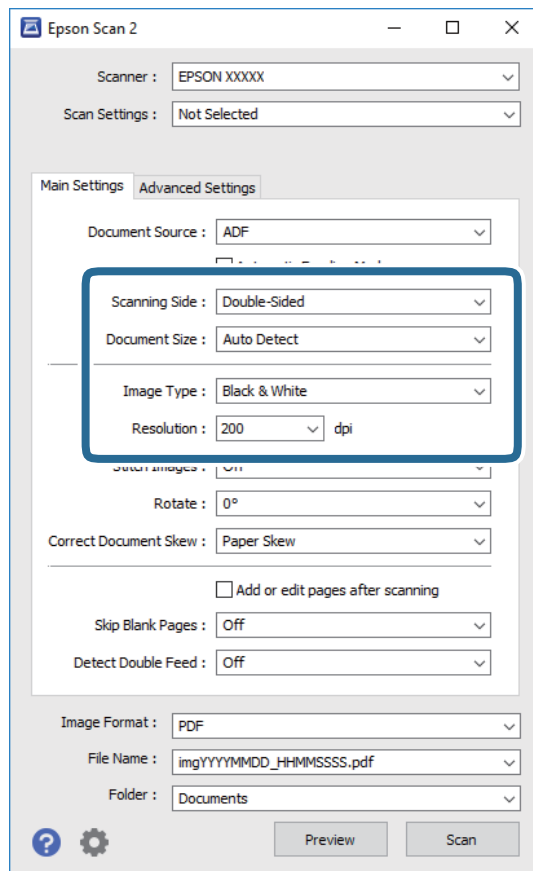 Epson Scan 2
Scanner : EPSON XXXXX
Scan Settings : Not Selected
Main Settings Advanced Settings
Document Source : ADF
Scanning Side : Double-Sided
Document Size : Auto Detect
Image Type : Black & White
Resolution : 200 dpi
Stitch Images : Off
Rotate : 0°
Correct Document Skew : Paper Skew
Add or edit pages after scanning
Skip Blank Pages : Off
Detect Double Feed : Off
Image Format : PDF
File Name : imgYYYYMMDD_HHMMSSSS.pdf
Folder : Documents
? Preview Scan